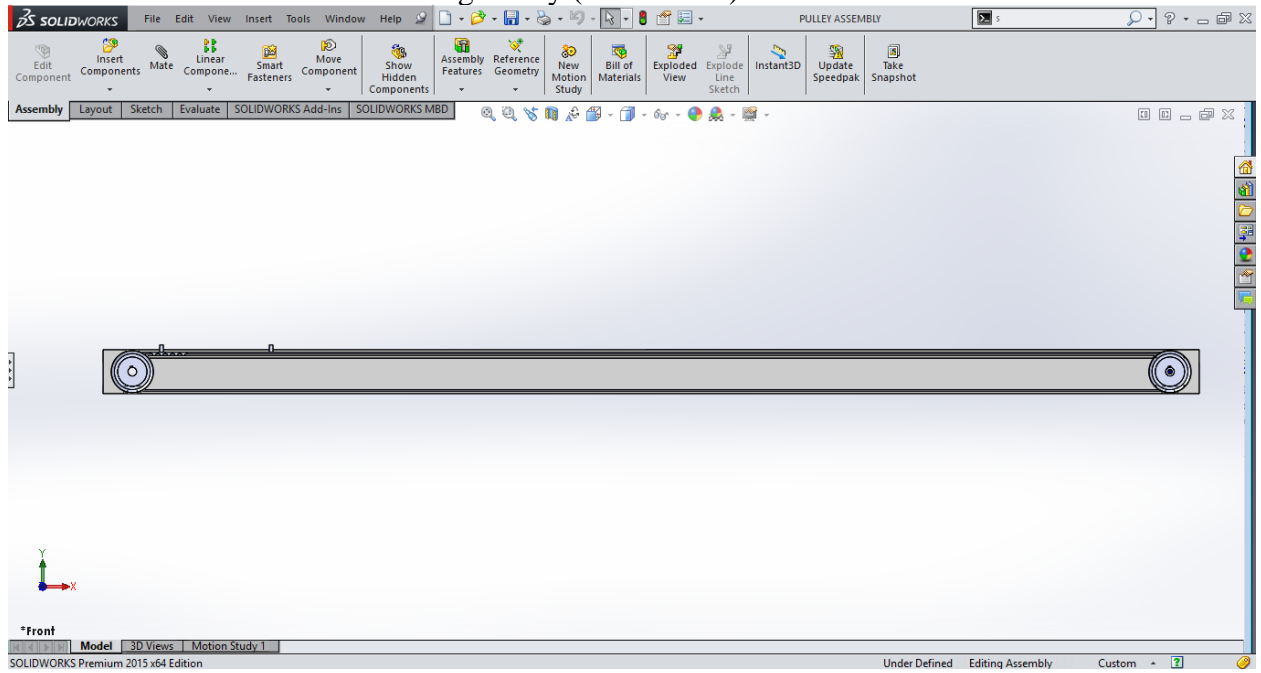 SOLIDWORKS File Edit View Insert Tools Window Help PULLEY ASSEMBLY s
Edit Component Insert Components Mate Linear Compone... Smart Fasteners Move Component Show Hidden Components Assembly Features Reference Geometry New Motion Study Bill of Materials Exploded View Explode Line Sketch Instant3D Update Speedpak Take Snapshot
Assembly Layout Sketch Evaluate SOLIDWORKS Add-Ins SOLIDWORKS MBD
Y
X
*Front
Model 3D Views Motion Study 1
SOLIDWORKS Premium 2015 x64 Edition Under Defined Editing Assembly Custom